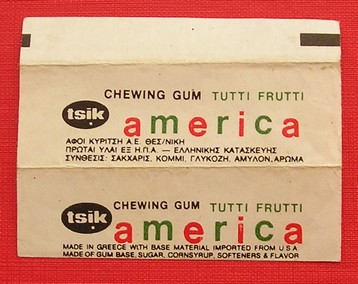 CHEWING GUM TUTTI FRUTTI
tsik america
ΑΦΟΙ ΚΥΡΙΤΣΗ Α.Ε. ΘΕΣ/ΝΙΚΗ
ΠΡΩΤΑΙ ΥΛΑΙ ΕΞ Η.Π.Α. — ΕΛΛΗΝΙΚΗΣ ΚΑΤΑΣΚΕΥΗΣ
ΣΥΝΘΕΣΙΣ: ΣΑΚΧΑΡΙΣ, ΚΟΜΜΙ, ΓΛΥΚΟΖΗ, ΑΜΥΛΟΝ, ΑΡΩΜΑ
CHEWING GUM TUTTI FRUTTI
tsik america
MADE IN GREECE WITH BASE MATERIAL IMPORTED FROM U S A
MADE OF GUM BASE, SUGAR, CORNSYRUP, SOFTENERS & FLAVOR